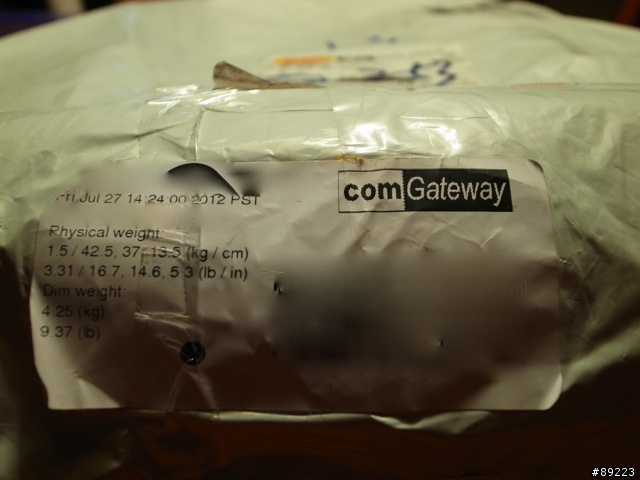 53
Fri Jul 27 14:24:00 2012 PST
comGateway
Physical weight
1.5 / 42.5, 37, 13.5 (kg / cm)
3.31 / 16.7, 14.6, 5.3 (lb / in)
Dim weight:
4.25 (kg)
9.37 (lb)
#89223